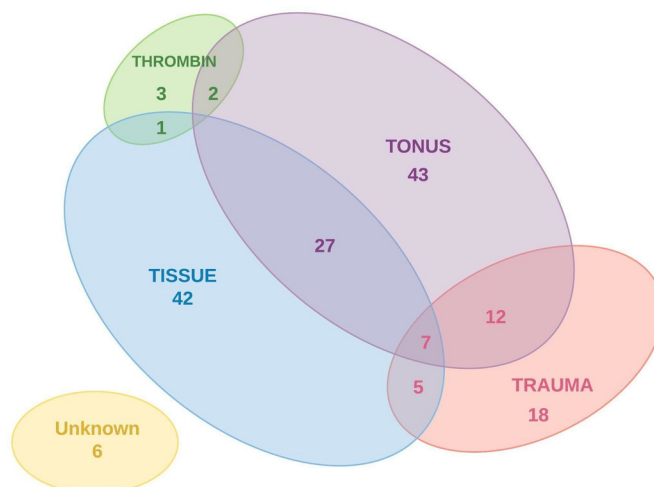 THROMBIN
3 2
1
TONUS
43
27
TISSUE
42
12
7
5
TRAUMA
18
Unknown
6